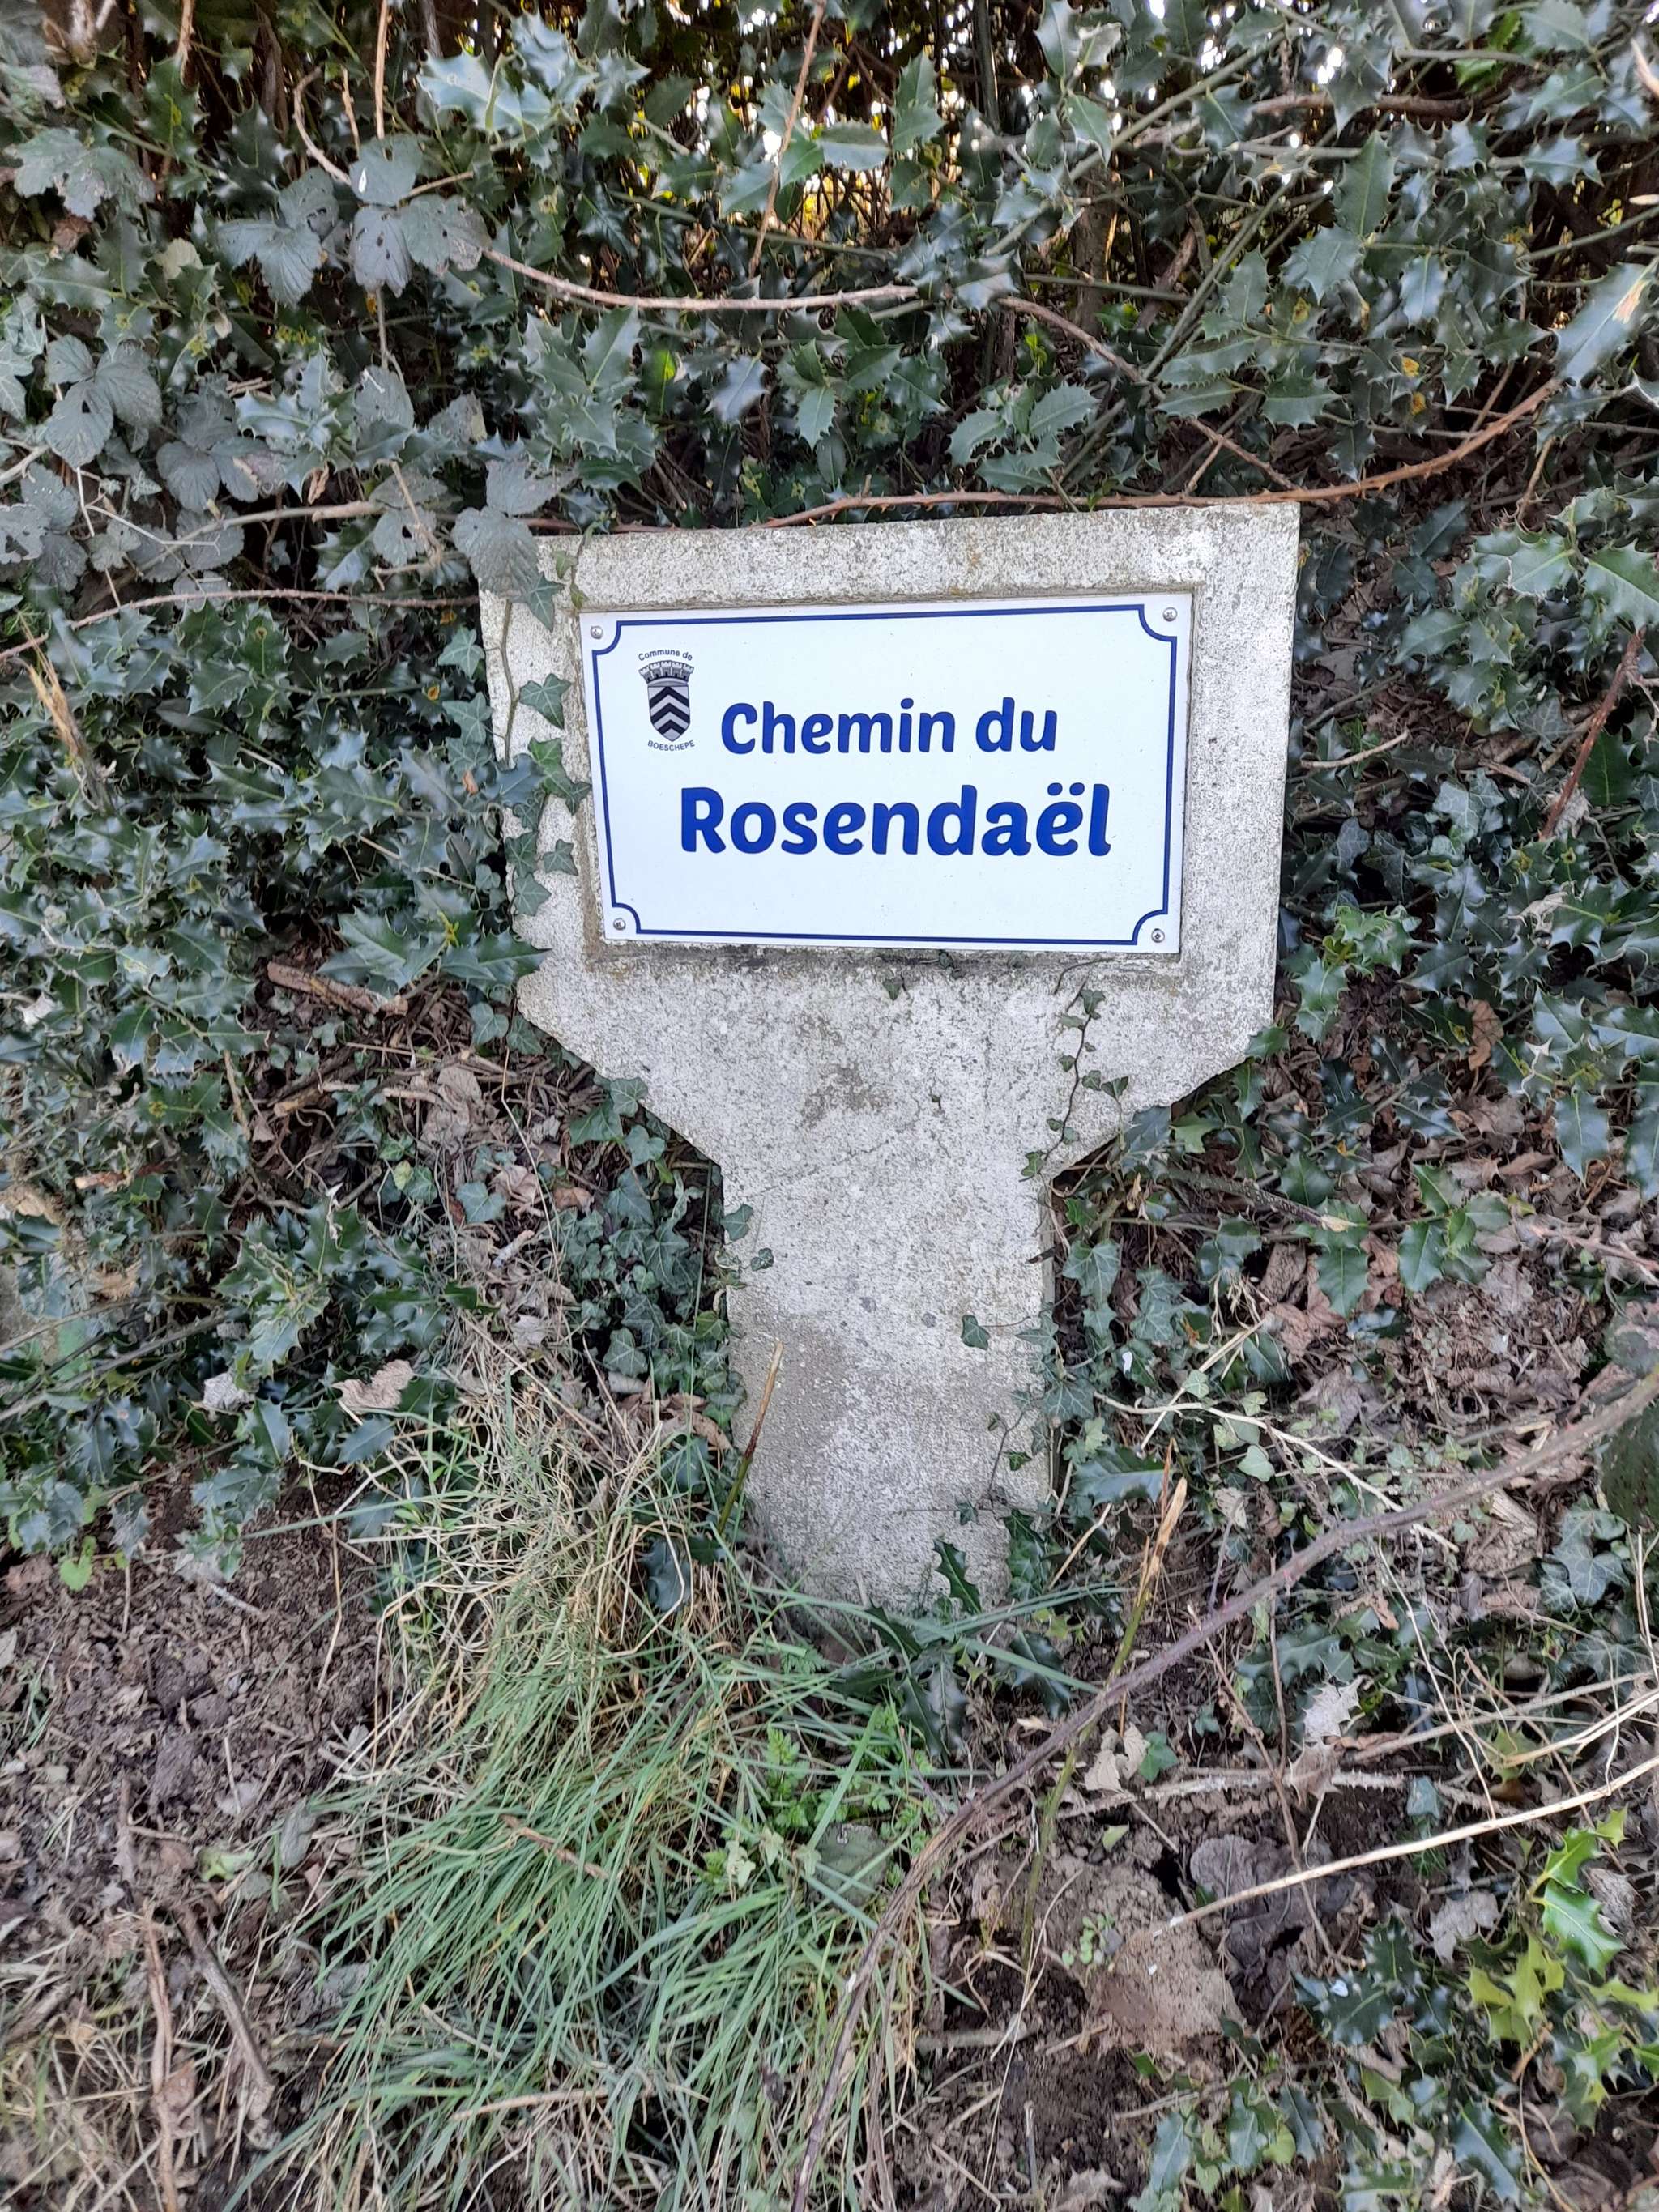 Commune de
BOESCHEPE
Chemin du
Rosendaël